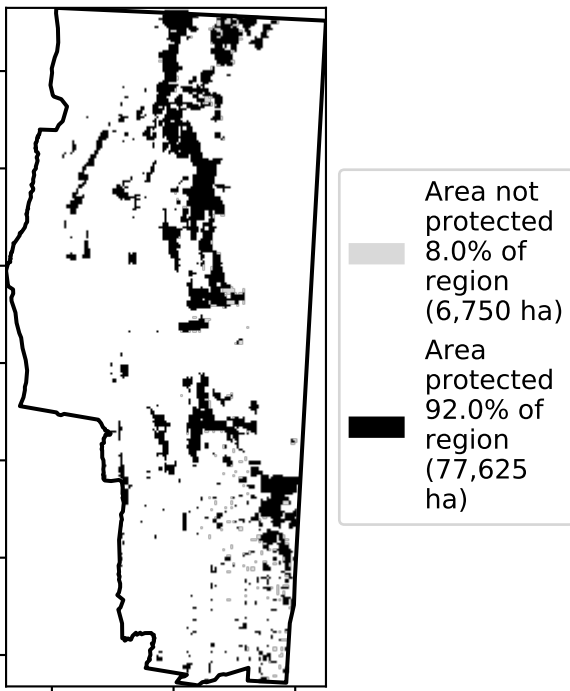 Area not
protected
8.0% of
region
(6,750 ha)
Area
protected
92.0% of
region
(77,625
ha)